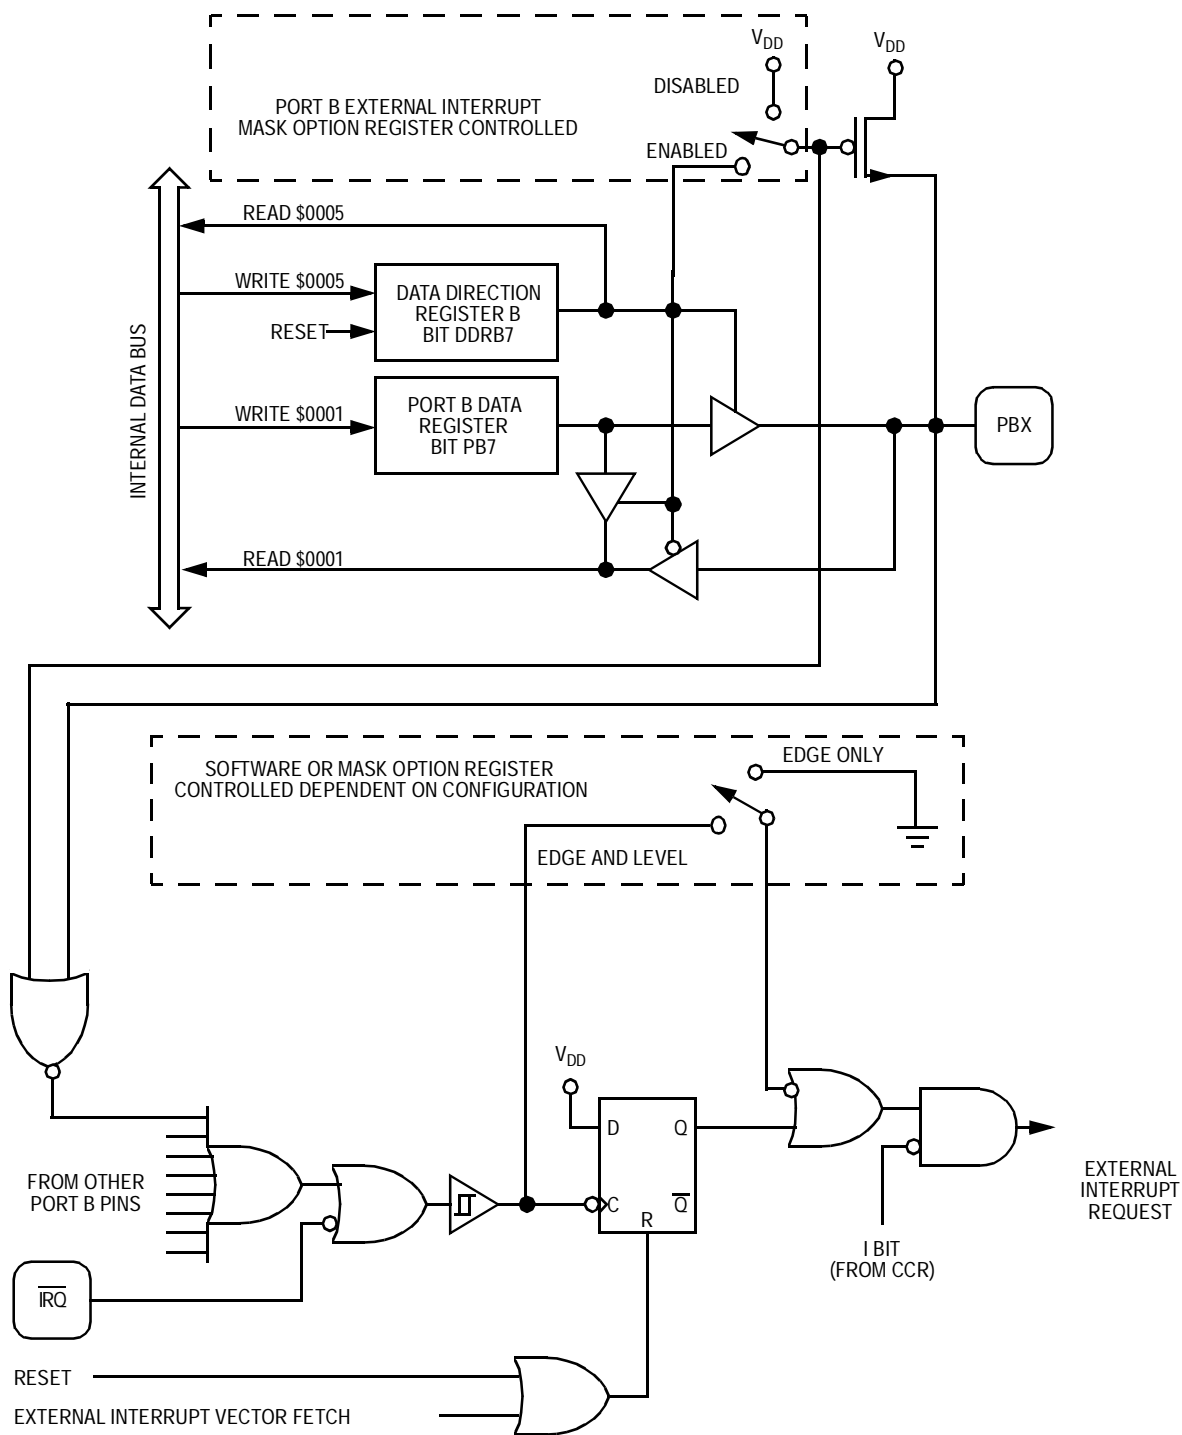 VDD
VDD
DISABLED
PORT B EXTERNAL INTERRUPT
MASK OPTION REGISTER CONTROLLED
ENABLED
READ $0005
WRITE $0005
DATA DIRECTION
REGISTER B
BIT DDRB7
RESET
INTERNAL DATA BUS
WRITE $0001
PORT B DATA
REGISTER
BIT PB7
PBX
READ $0001
EDGE ONLY
SOFTWARE OR MASK OPTION REGISTER
CONTROLLED DEPENDENT ON CONFIGURATION
EDGE AND LEVEL
VDD
D
Q
C
Q̅
R
FROM OTHER
PORT B PINS
EXTERNAL
INTERRUPT
REQUEST
I BIT
(FROM CCR)
I̅R̅Q̅
RESET
EXTERNAL INTERRUPT VECTOR FETCH